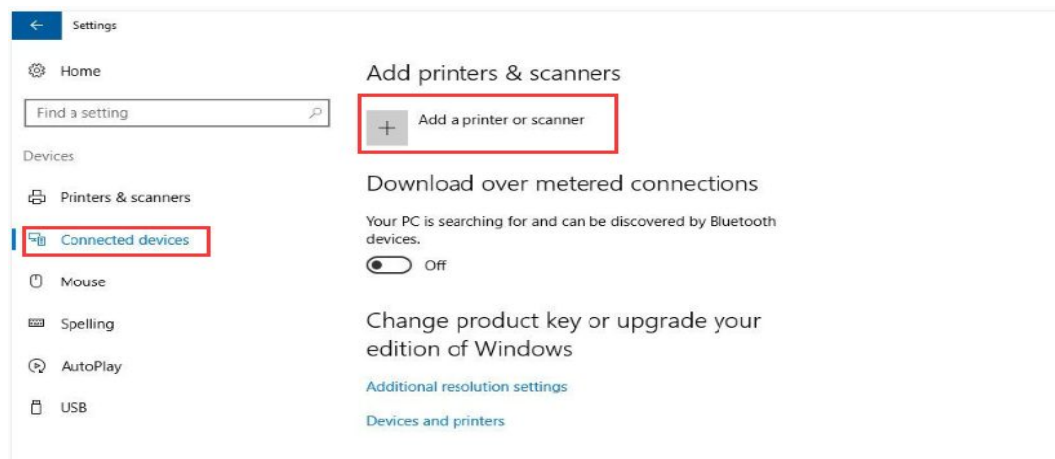 Settings
Home
Find a setting
Devices
Printers & scanners
Connected devices
Mouse
Spelling
AutoPlay
USB
Add printers & scanners
Add a printer or scanner
Download over metered connections
Your PC is searching for and can be discovered by Bluetooth
devices.
Off
Change product key or upgrade your
edition of Windows
Additional resolution settings
Devices and printers